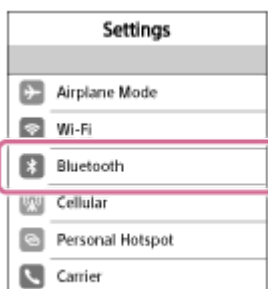 Settings
Airplane Mode
Wi-Fi
Bluetooth
Cellular
Personal Hotspot
Carrier